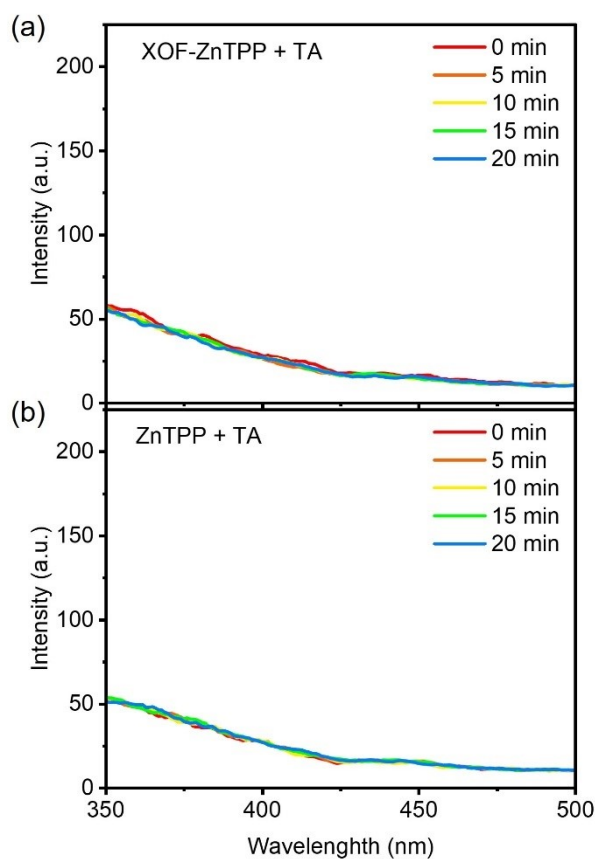 (a)
XOF-ZnTPP + TA
0 min
5 min
10 min
15 min
20 min
200
150
100
50
0
Intensity (a.u.)
(b)
ZnTPP + TA
0 min
5 min
10 min
15 min
20 min
200
150
100
50
0
Intensity (a.u.)
350 400 450 500
Wavelenghth (nm)